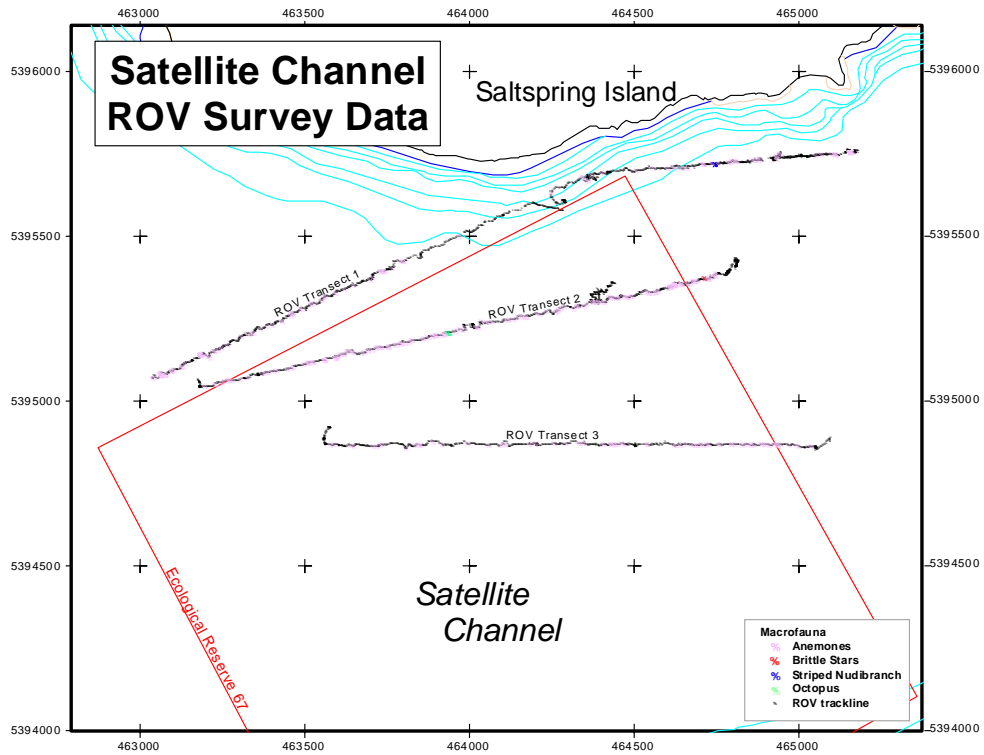 463000 463500 464000 464500 465000
Satellite Channel
ROV Survey Data
Saltspring Island
5396000 5396000
5395500 5395500
ROV Transect 1
ROV Transect 2
5395000 5395000
ROV Transect 3
5394500 5394500
Ecological Reserve 67
Satellite
Channel
Macrofauna
% Anemones
% Brittle Stars
% Striped Nudibranch
% Octopus
% ROV trackline
5394000 5394000
463000 463500 464000 464500 465000